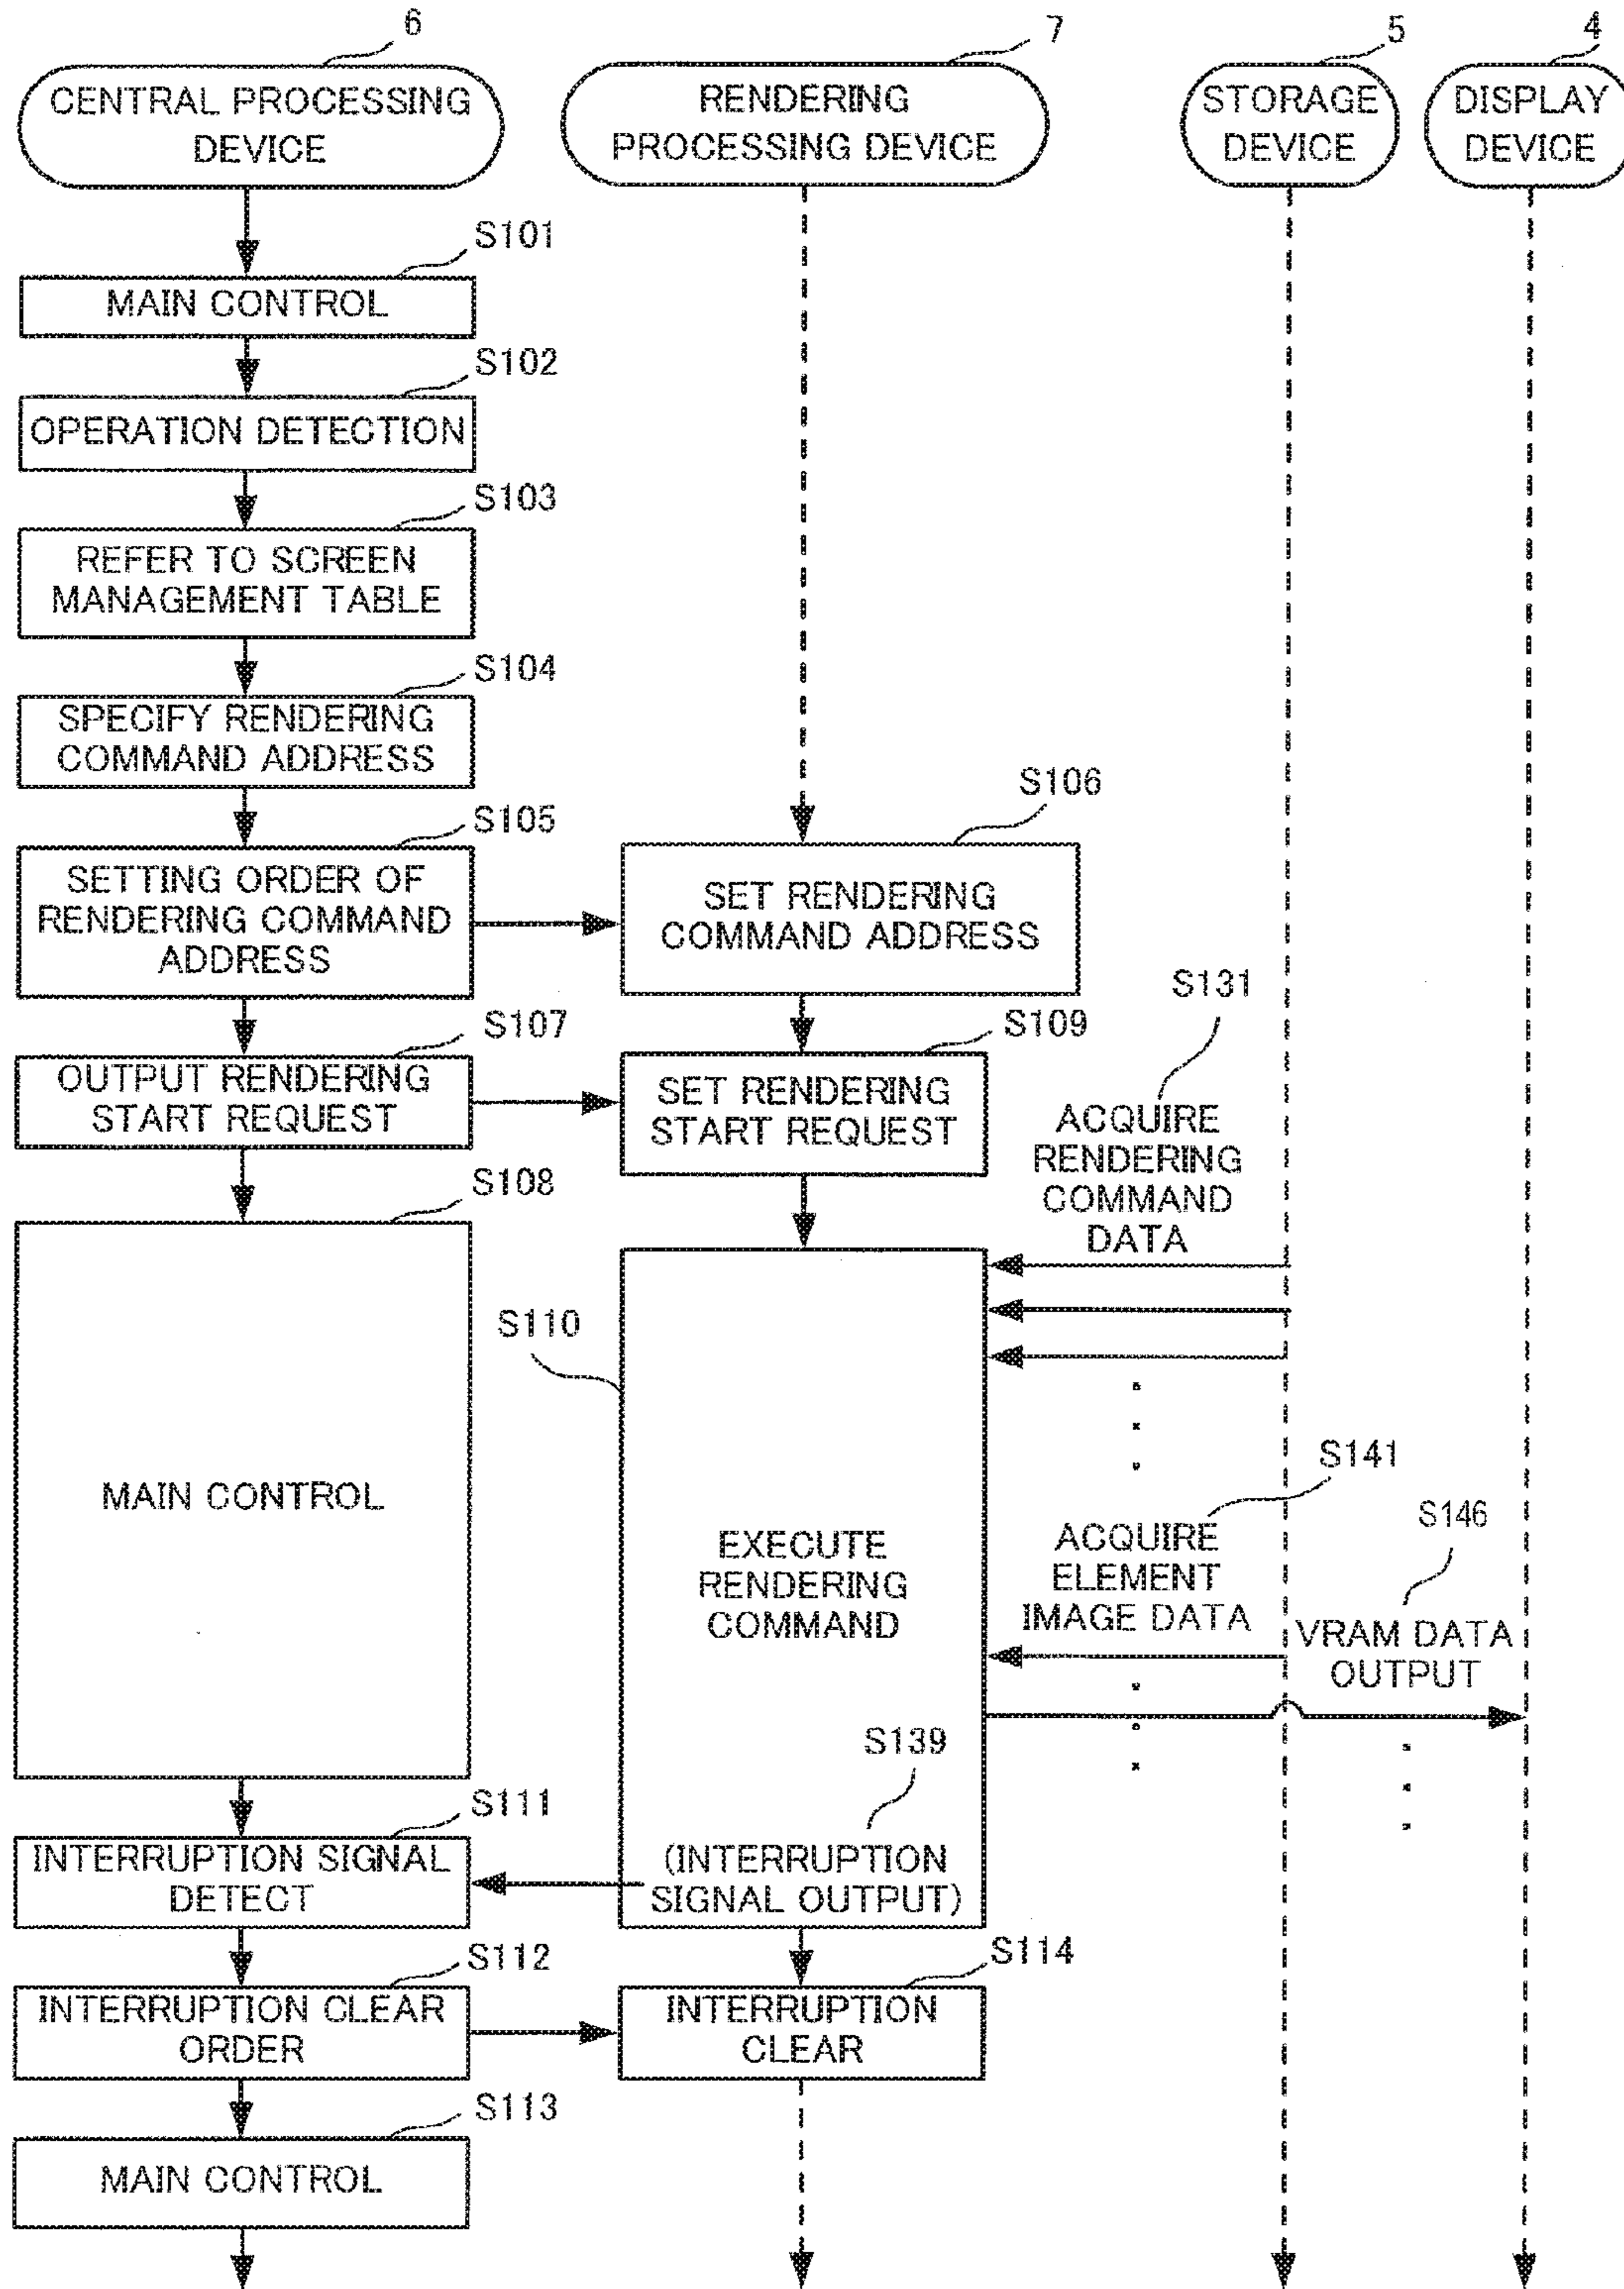 6
7
5
4
CENTRAL PROCESSING
DEVICE
RENDERING
PROCESSING DEVICE
STORAGE
DEVICE
DISPLAY
DEVICE
S101
MAIN CONTROL
S102
OPERATION DETECTION
S103
REFER TO SCREEN
MANAGEMENT TABLE
S104
SPECIFY RENDERING
COMMAND ADDRESS
S105
SETTING ORDER OF
RENDERING COMMAND
ADDRESS
S106
SET RENDERING
COMMAND ADDRESS
S107
OUTPUT RENDERING
START REQUEST
S109
SET RENDERING
START REQUEST
S131
ACQUIRE
RENDERING
COMMAND
DATA
S108
MAIN CONTROL
S110
EXECUTE
RENDERING
COMMAND
S141
ACQUIRE
ELEMENT
IMAGE DATA
S146
VRAM DATA
OUTPUT
S139
(INTERRUPTION
SIGNAL OUTPUT)
S111
INTERRUPTION SIGNAL
DETECT
S112
INTERRUPTION CLEAR
ORDER
S114
INTERRUPTION
CLEAR
S113
MAIN CONTROL